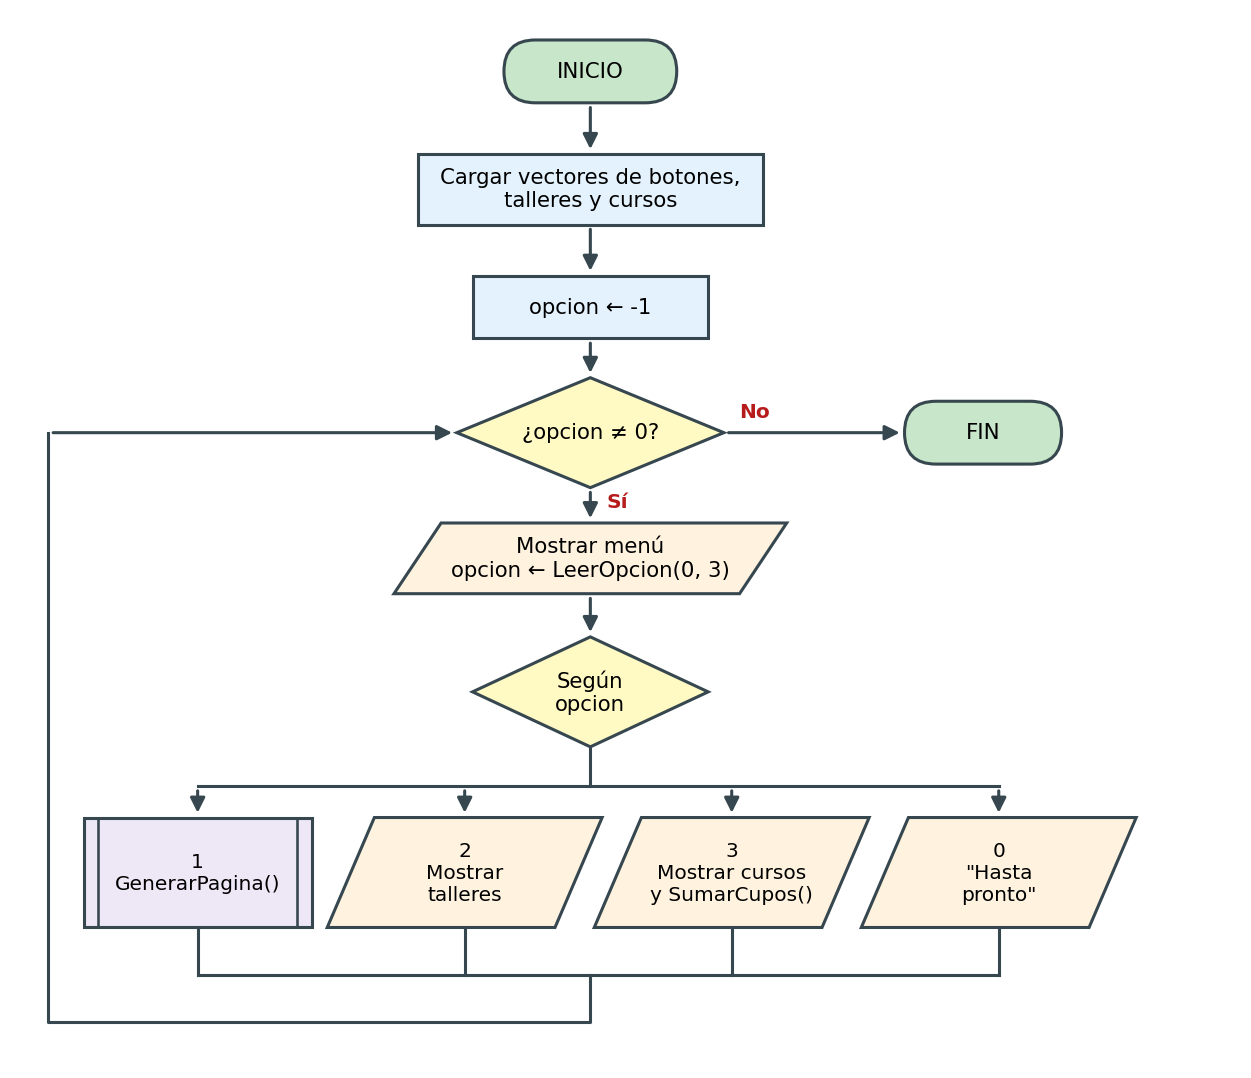 INICIO
Cargar vectores de botones,
talleres y cursos
opcion ← -1
¿opcion ≠ 0?
No
FIN
Sí
Mostrar menú
opcion ← LeerOpcion(0, 3)
Según
opcion
1
GenerarPagina()
2
Mostrar
talleres
3
Mostrar cursos
y SumarCupos()
0
"Hasta
pronto"